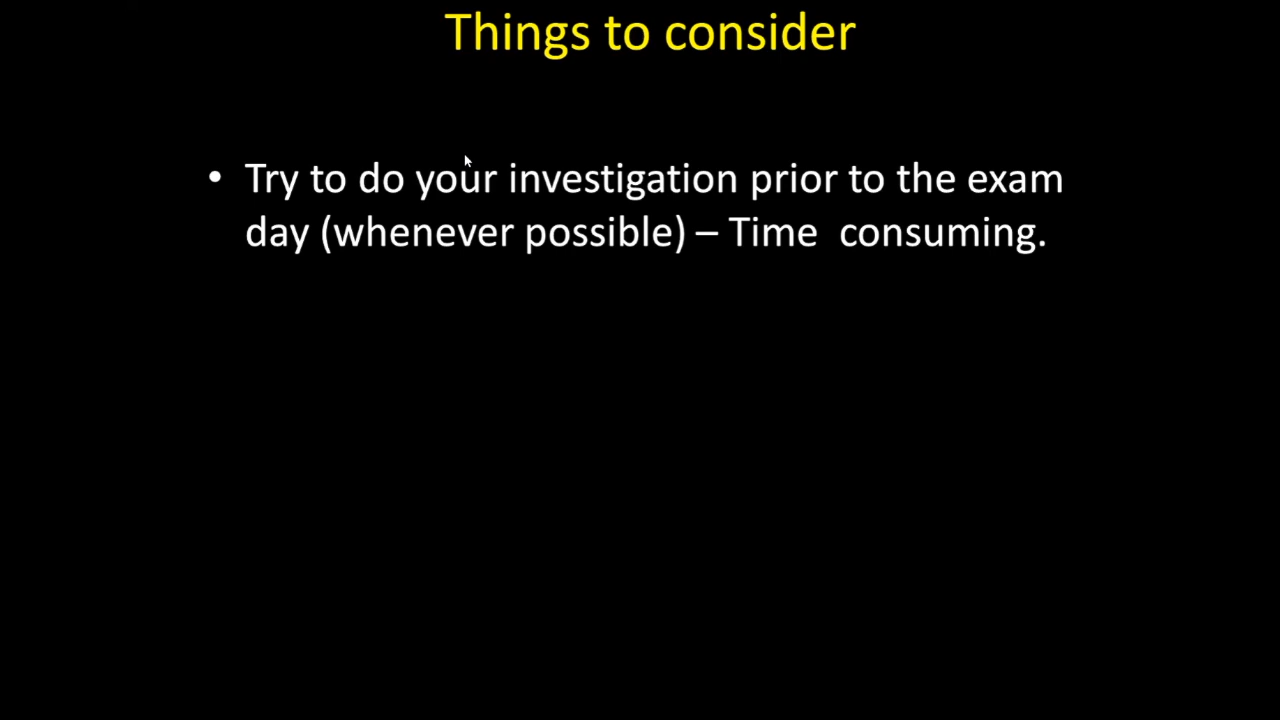 Things to consider
• Try to do your investigation prior to the exam
day (whenever possible) – Time  consuming.